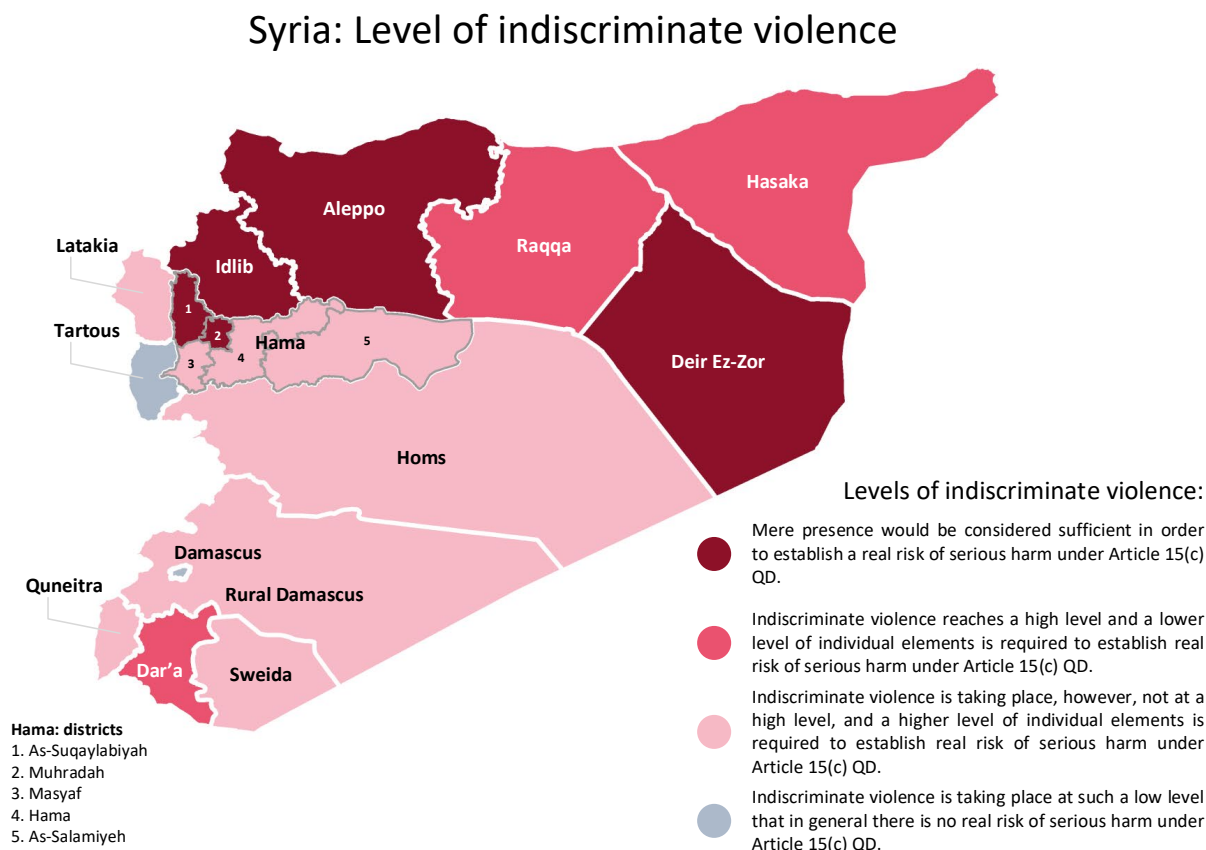 Syria: Level of indiscriminate violence
Hasaka
Aleppo
Raqqa
Latakia
Idlib
1
Tartous
2
Hama
5
4
3
Deir Ez-Zor
Homs
Damascus
Quneitra
Rural Damascus
Dar’a
Sweida
Hama: districts
1. As-Suqaylabiyah
2. Muhradah
3. Masyaf
4. Hama
5. As-Salamiyeh
Levels of indiscriminate violence:
Mere presence would be considered sufficient in order
to establish a real risk of serious harm under Article 15(c)
QD.
Indiscriminate violence reaches a high level and a lower
level of individual elements is required to establish real
risk of serious harm under Article 15(c) QD.
Indiscriminate violence is taking place, however, not at a
high level, and a higher level of individual elements is
required to establish real risk of serious harm under
Article 15(c) QD.
Indiscriminate violence is taking place at such a low level
that in general there is no real risk of serious harm under
Article 15(c) QD.